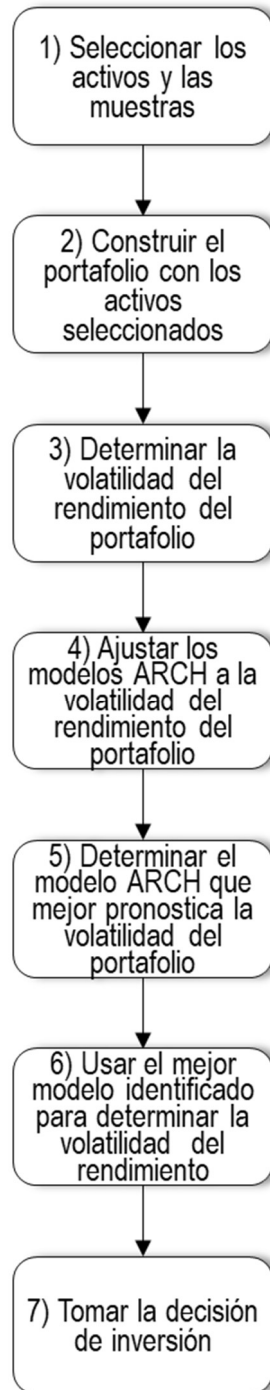 1) Seleccionar los
activos y las
muestras
2) Construir el
portafolio con los
activos
seleccionados
3) Determinar la
volatilidad del
rendimiento del
portafolio
4) Ajustar los
modelos ARCH a la
volatilidad del
rendimiento del
portafolio
5) Determinar el
modelo ARCH que
mejor pronostica la
volatilidad del
portafolio
6) Usar el mejor
modelo identificado
para determinar la
volatilidad del
rendimiento
7) Tomar la decisión
de inversión